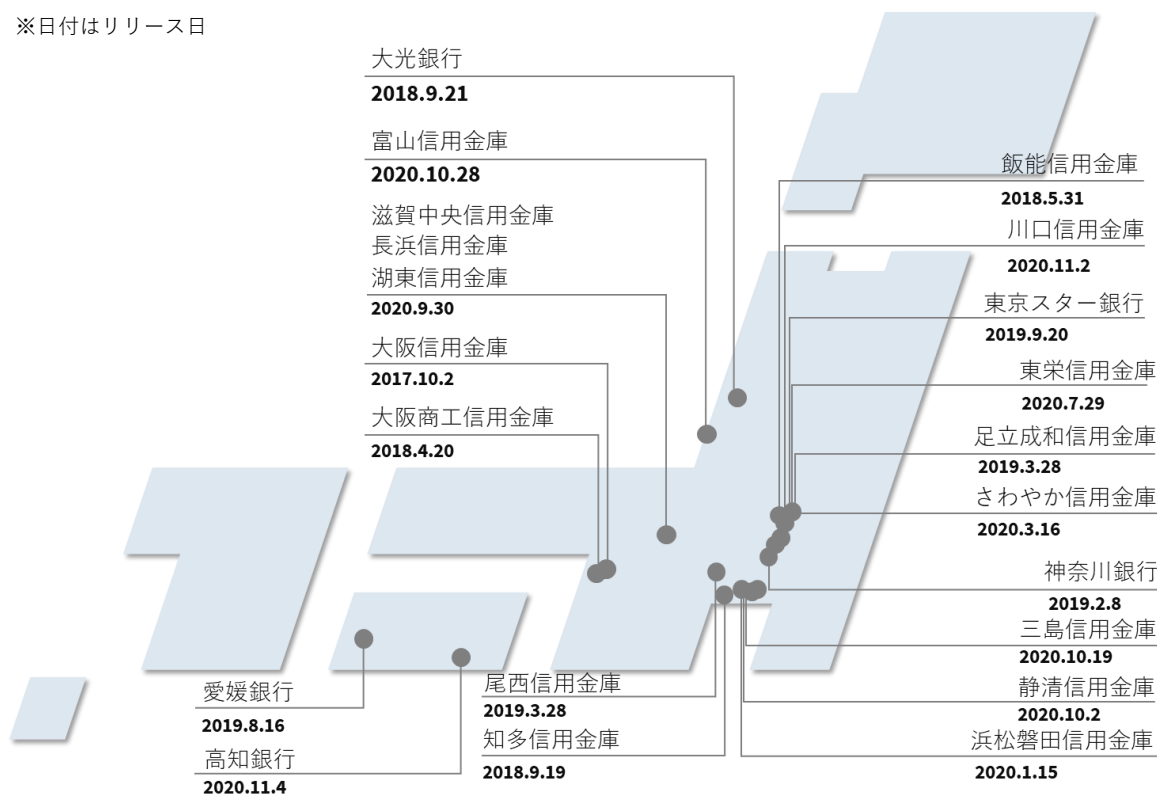 ※日付はリリース日
大光銀行
2018.9.21
富山信用金庫
2020.10.28
滋賀中央信用金庫
長浜信用金庫
湖東信用金庫
2020.9.30
大阪信用金庫
2017.10.2
大阪商工信用金庫
2018.4.20
飯能信用金庫
2018.5.31
川口信用金庫
2020.11.2
東京スター銀行
2019.9.20
東栄信用金庫
2020.7.29
足立成和信用金庫
2019.3.28
さわやか信用金庫
2020.3.16
神奈川銀行
2019.2.8
三島信用金庫
2020.10.19
静清信用金庫
2020.10.2
浜松磐田信用金庫
2020.1.15
尾西信用金庫
2019.3.28
知多信用金庫
2018.9.19
愛媛銀行
2019.8.16
高知銀行
2020.11.4